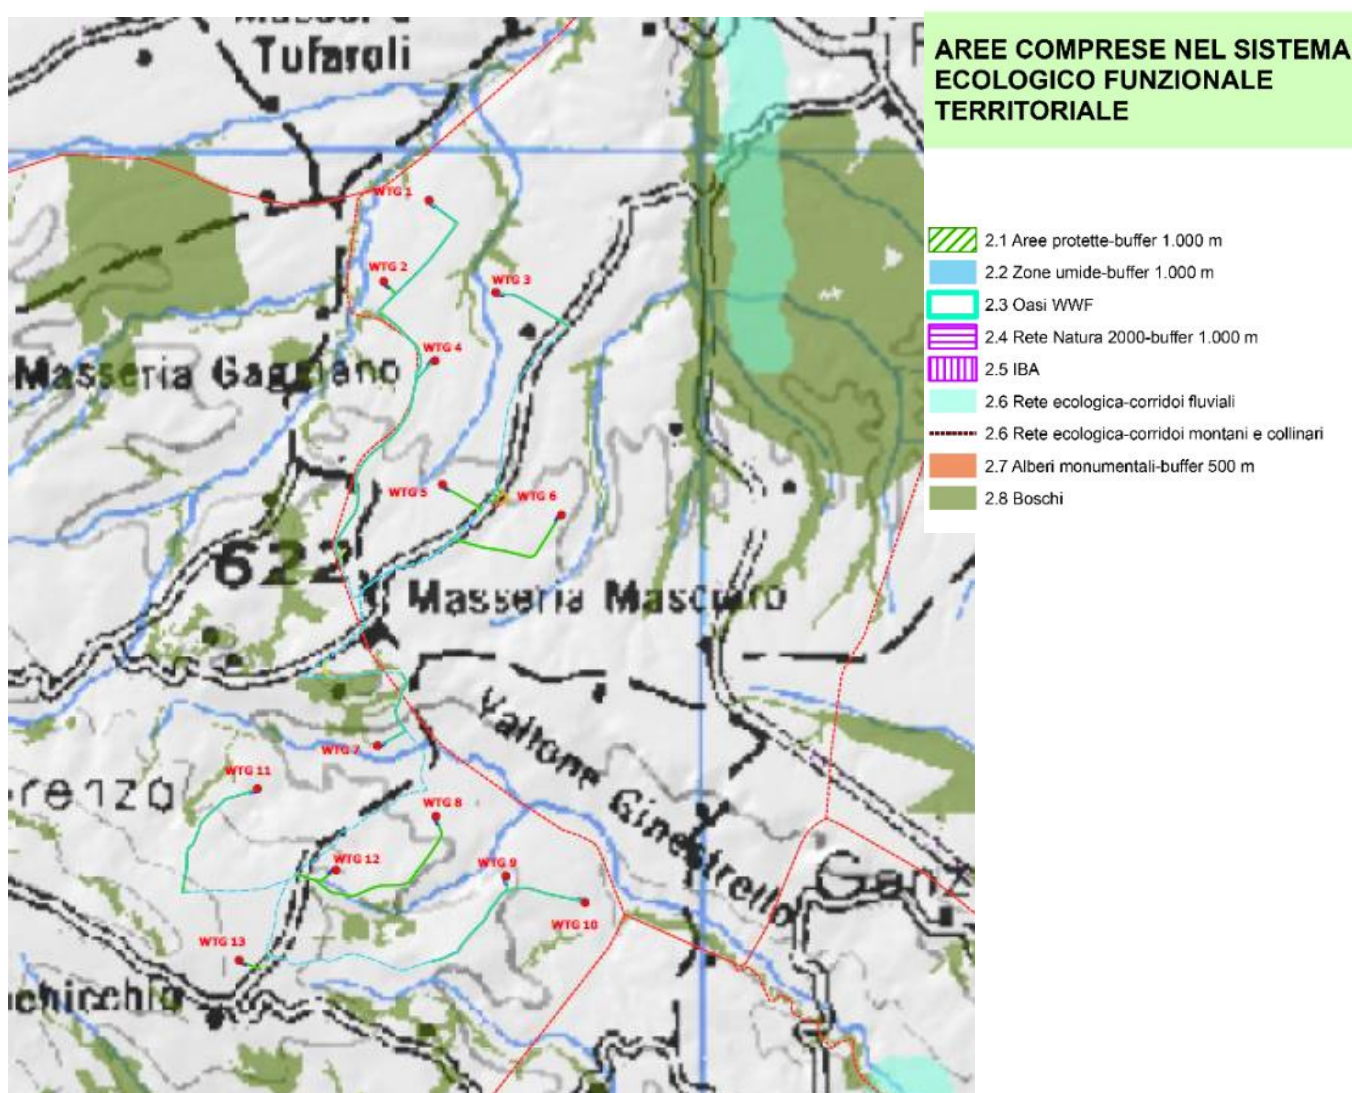 Tufaroli
AREE COMPRESE NEL SISTEMA
ECOLOGICO FUNZIONALE
TERRITORIALE
WTG 1
WTG 2
WTG 3
WTG 4
Masseria Gagliano
WTG 5
WTG 6
622
Masseria Masciaro
Vallone Ginestrello
WTG 7
WTG 11
renzo
WTG 8
WTG 12
WTG 9
WTG 10
Ganz
WTG 13
chirchio
2.1 Aree protette-buffer 1.000 m
2.2 Zone umide-buffer 1.000 m
2.3 Oasi WWF
2.4 Rete Natura 2000-buffer 1.000 m
2.5 IBA
2.6 Rete ecologica-corridoi fluviali
2.6 Rete ecologica-corridoi montani e collinari
2.7 Alberi monumentali-buffer 500 m
2.8 Boschi